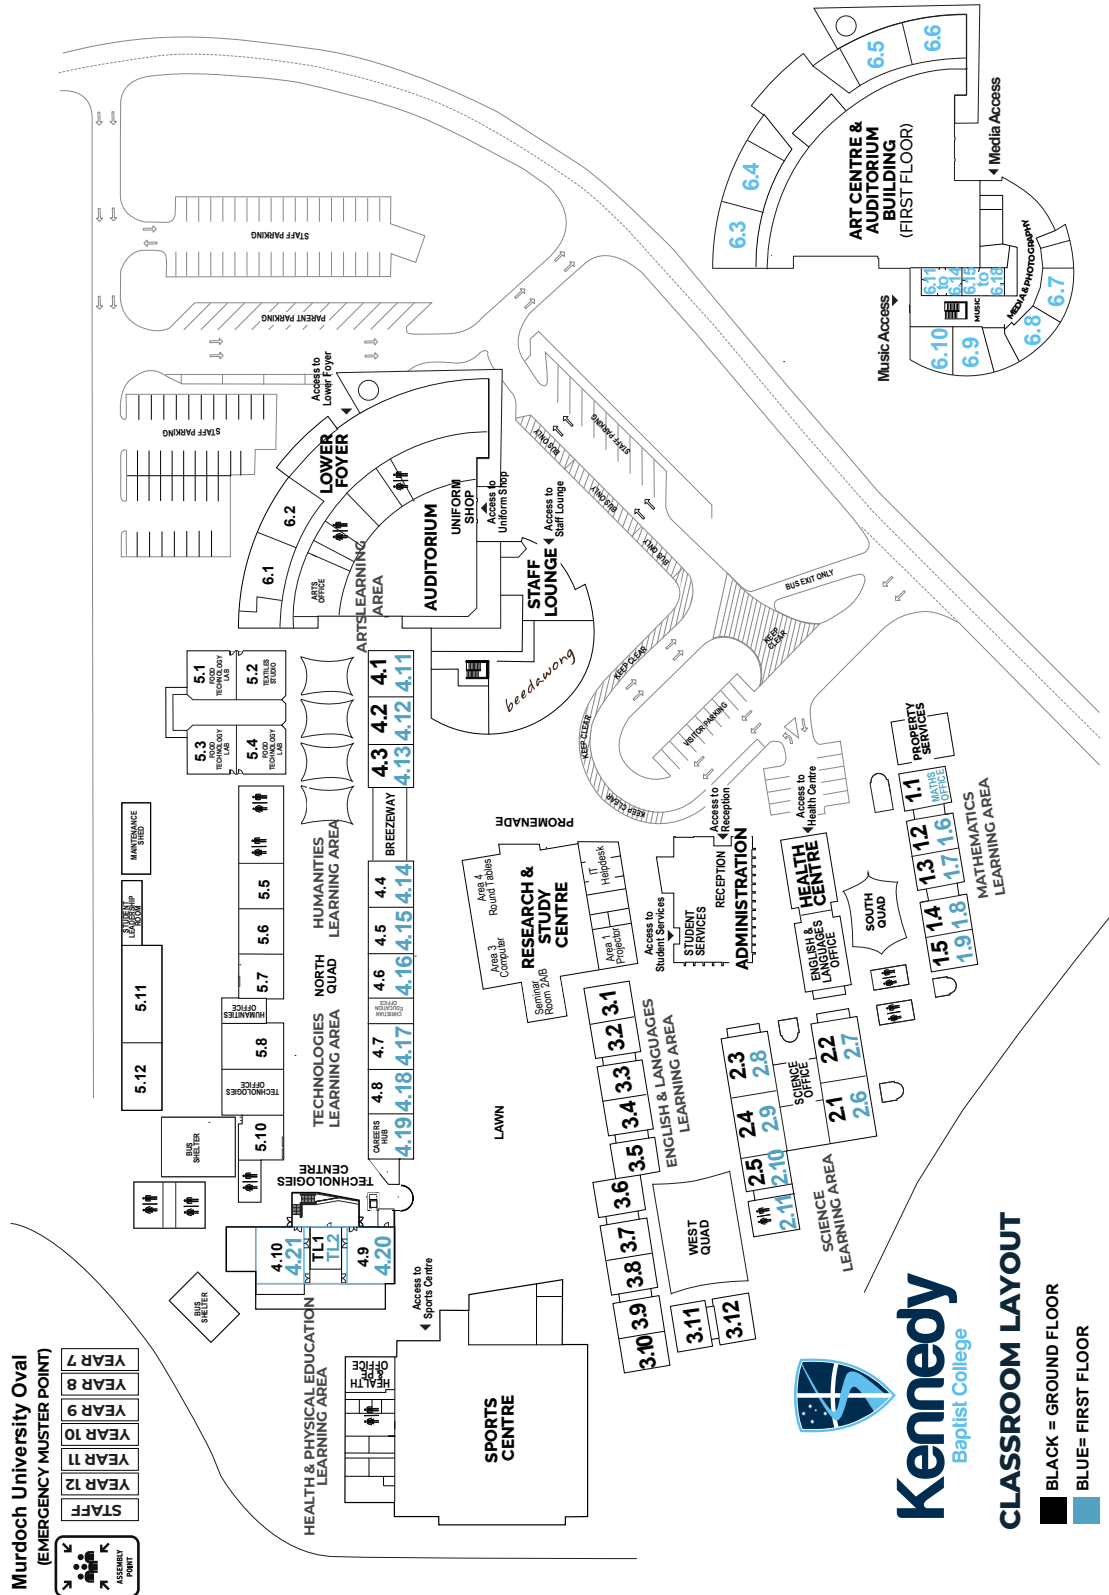 Murdoch University Oval
(EMERGENCY MUSTER POINT)
STAFF
YEAR 12
YEAR 11
YEAR 10
YEAR 9
YEAR 8
YEAR 7
ASSEMBLY
POINT
BUS
SHELTER
BUS
SHELTER
5.12
5.11
STUDENT
LEADERSHIP
ROOM
MAINTENANCE
SHED
5.10
TECHNOLOGIES
OFFICE
5.8
HUMANITIES
OFFICE
5.7
5.6
5.5
5.3
FOOD
TECHNOLOGY
LAB
5.4
FOOD
TECHNOLOGY
LAB
5.1
FOOD
TECHNOLOGY
LAB
5.2
TEXTILES
STUDIO
TECHNOLOGIES
CENTRE
4.10
4.21
TL1
TL2
4.9
4.20
TECHNOLOGIES
LEARNING AREA
NORTH
QUAD
HUMANITIES
LEARNING AREA
CAREERS
HUB
4.19
4.8
4.18
4.7
4.17
CHRISTIAN
EDUCATION
OFFICE
4.6
4.16
4.5
4.15
4.4
4.14
BREEZEWAY
4.3
4.13
4.2
4.12
4.1
4.11
ARTS LEARNING
AREA
6.1
6.2
ARTS
OFFICE
LOWER
FOYER
Access to
Lower Foyer
AUDITORIUM
UNIFORM
SHOP
Access to
Uniform Shop
STAFF
LOUNGE
Access to
Staff Lounge
beedawong
STAFF PARKING
STAFF PARKING
PARENT PARKING
STAFF PARKING
BUS ONLY
BUS ONLY
BUS ONLY
KEEP CLEAR
KEEP CLEAR
KEEP CLEAR
KEEP
CLEAR
BUS EXIT ONLY
VISITOR PARKING
HEALTH & PHYSICAL EDUCATION
LEARNING AREA
HEALTH
& PE
OFFICE
Access to
Sports Centre
SPORTS
CENTRE
LAWN
PROMENADE
Area 4
Round Tables
Area 3
Computer
RESEARCH &
STUDY
CENTRE
Seminar
Room 2A/B
IT
Helpdesk
Area 1
Projector
Access to
Student Services
STUDENT
SERVICES
RECEPTION
Access to
Reception
ADMINISTRATION
Access to
Health Centre
HEALTH
CENTRE
ENGLISH &
LANGUAGES
OFFICE
SOUTH
QUAD
PROPERTY
SERVICES
1.1
MATHS
OFFICE
1.2
1.6
1.3
1.7
1.4
1.8
1.5
1.9
MATHEMATICS
LEARNING AREA
3.1
3.2
3.3
3.4
3.5
3.6
3.7
3.8
3.9
3.10
3.11
3.12
ENGLISH & LANGUAGES
LEARNING AREA
WEST
QUAD
2.3
2.8
2.4
2.9
2.5
2.10
2.11
SCIENCE
OFFICE
2.2
2.7
2.1
2.6
SCIENCE
LEARNING AREA
6.3
6.4
6.5
6.6
ART CENTRE &
AUDITORIUM
BUILDING
(FIRST FLOOR)
Media Access
Music Access
6.11
to
6.14
6.15
to
6.18
MUSIC
MEDIA & PHOTOGRAPHY
6.10
6.9
6.8
6.7
Kennedy
Baptist College
CLASSROOM LAYOUT
BLACK = GROUND FLOOR
BLUE= FIRST FLOOR